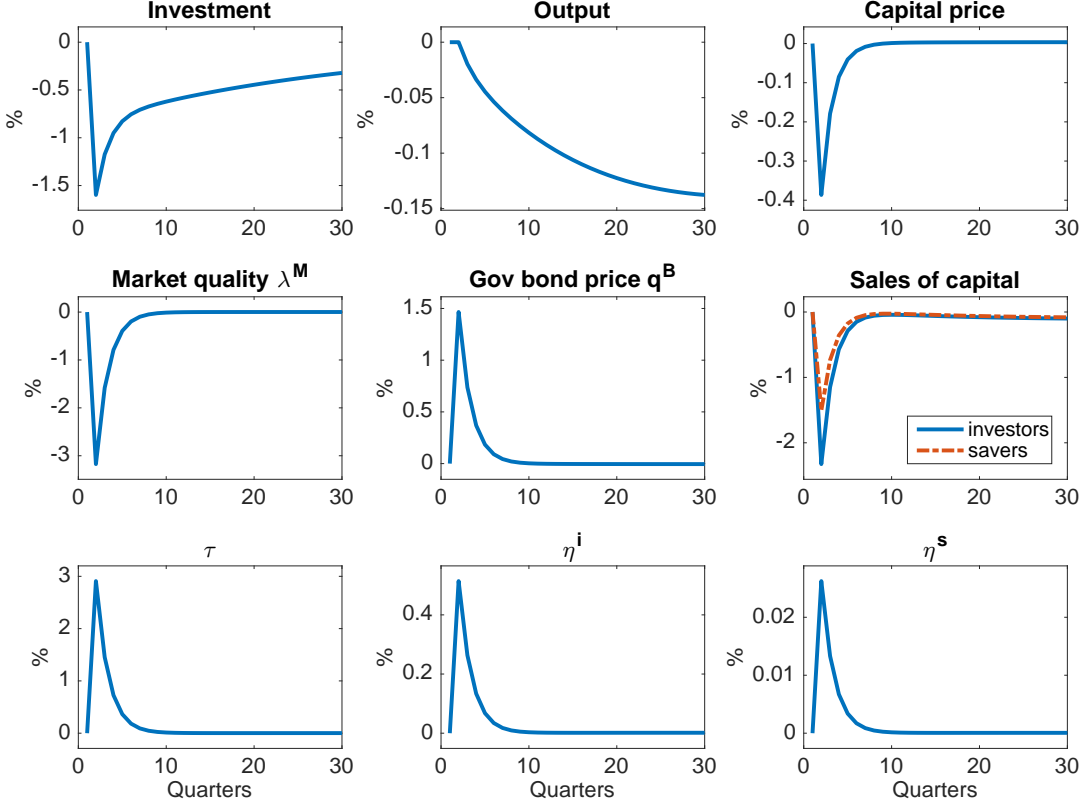 Investment
0
-0.5
-1
-1.5
%
0 10 20 30
Output
0
-0.05
-0.1
-0.15
%
0 10 20 30
Capital price
0
-0.1
-0.2
-0.3
-0.4
%
0 10 20 30
Market quality λ^M
0
-1
-2
-3
%
0 10 20 30
Gov bond price q^B
1.5
1
0.5
0
%
0 10 20 30
Sales of capital
0
-1
-2
%
investors
savers
0 10 20 30
τ
3
2
1
0
%
0 10 20 30
Quarters
η^i
0.4
0.2
0
%
0 10 20 30
Quarters
η^s
0.02
0.01
0
%
0 10 20 30
Quarters